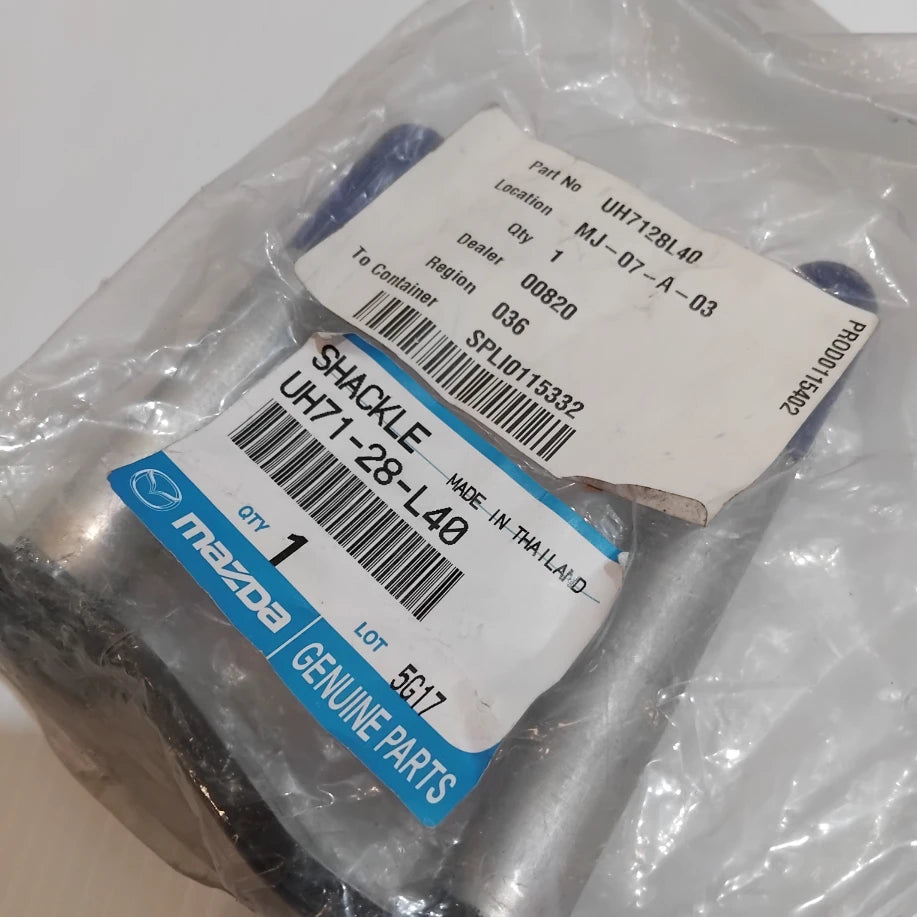 Part No UH7128L40
Location MJ-07-A-03
Qty 1
Dealer 00820
Region 036
To Container SPLI0115332
PROD0115402
SHACKLE
UH71-28-L40
MADE IN THAILAND
QTY 1
LOT 5G17
mazda GENUINE PARTS